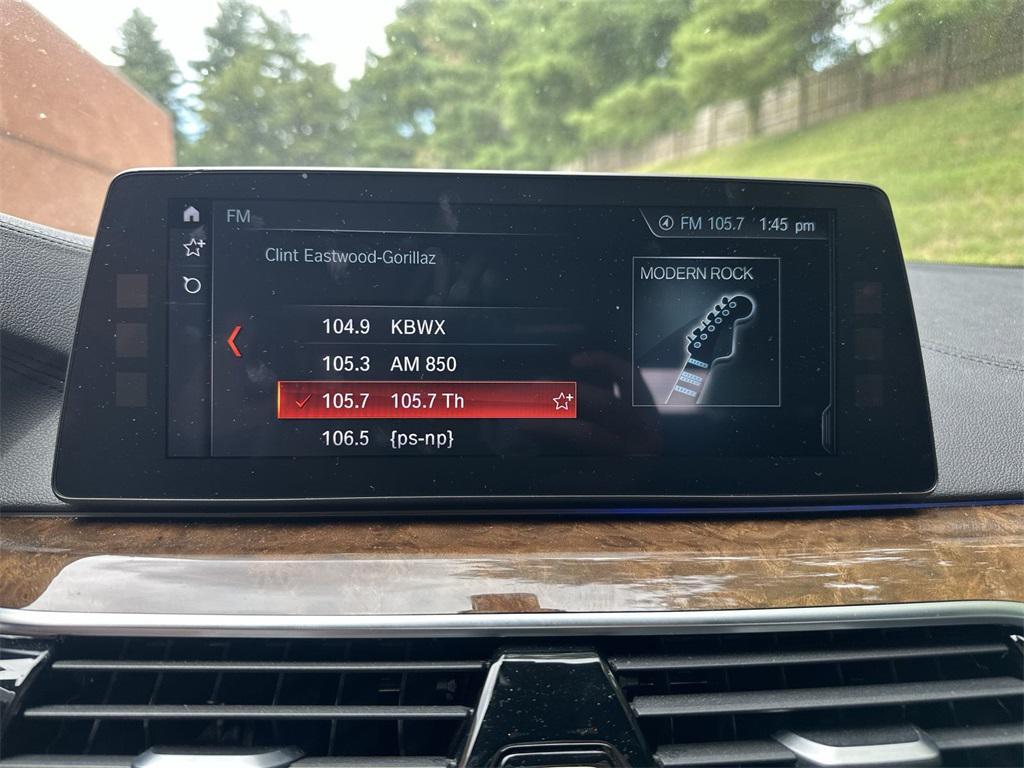 FM
FM 105.7 1:45 pm
Clint Eastwood-Gorillaz
MODERN ROCK
104.9 KBWX
105.3 AM 850
105.7 105.7 Th
106.5 {ps-np}